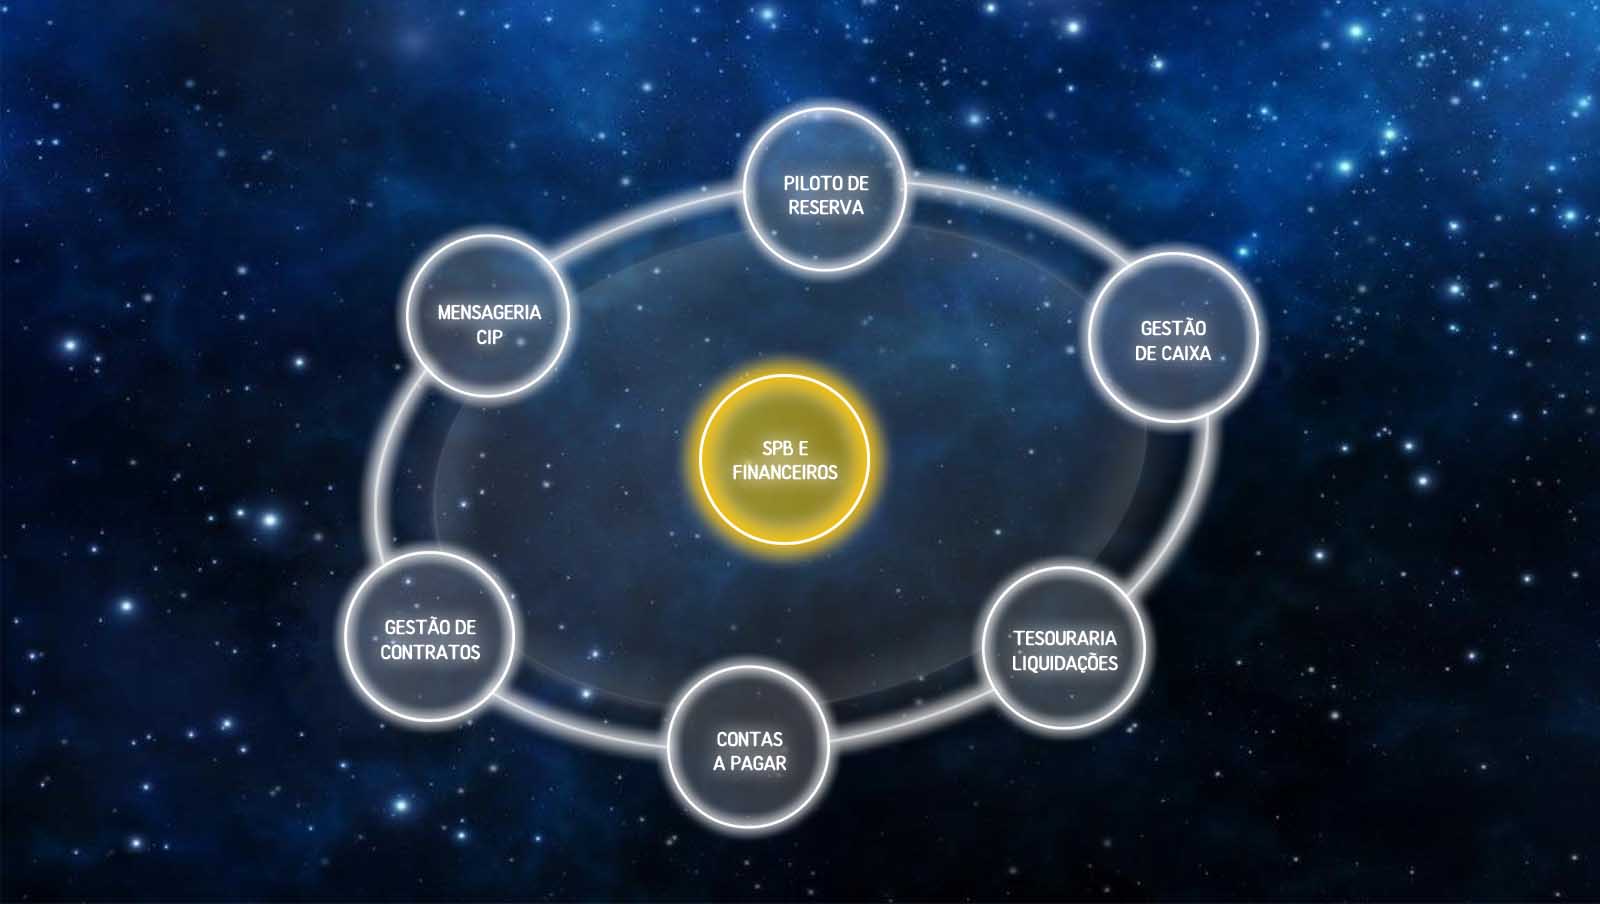 PILOTO DE
RESERVA
MENSAGERIA
CIP
GESTÃO
DE CAIXA
SPB E
FINANCEIROS
GESTÃO DE
CONTRATOS
TESOURARIA
LIQUIDAÇÕES
CONTAS
A PAGAR